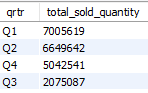 qrtr total_sold_quantity
Q1 7005619
Q2 6649642
Q4 5042541
Q3 2075087